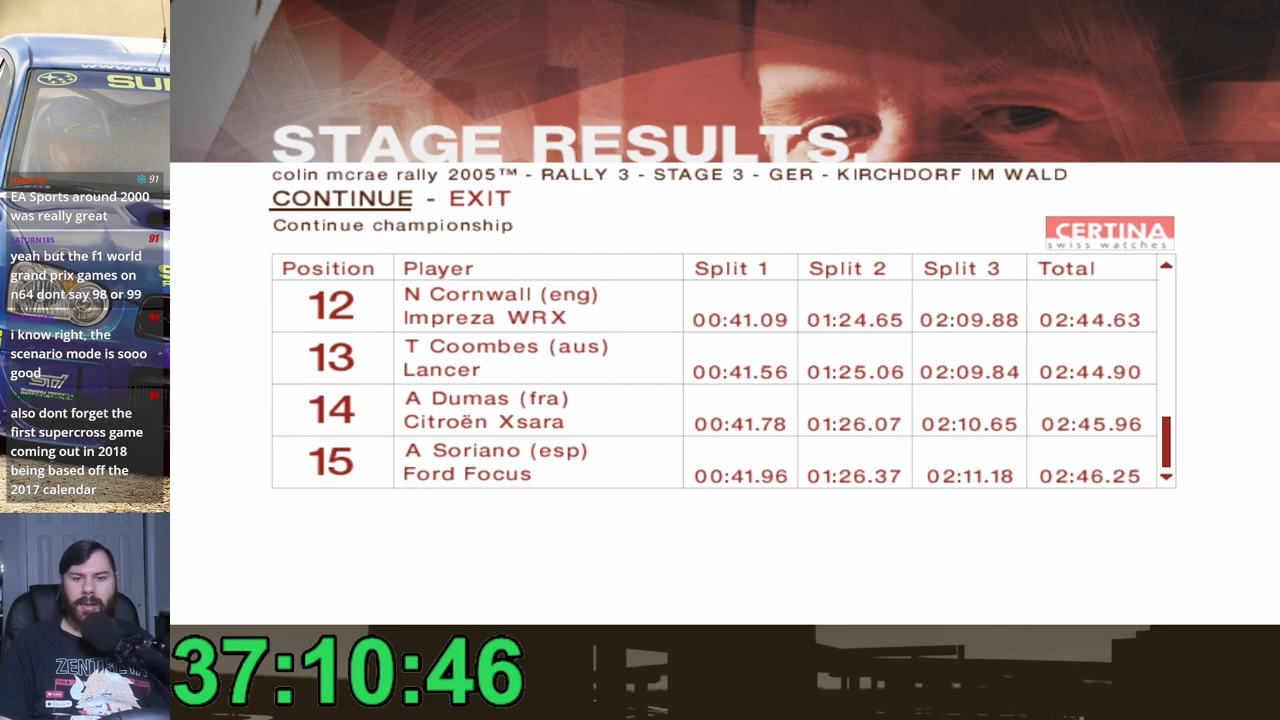 SU
91
EA Sports around 2000
was really great
SATURN185
91
yeah but the f1 world
grand prix games on
n64 dont say 98 or 99
i know right, the
scenario mode is sooo
good
also dont forget the
first supercross game
coming out in 2018
being based off the
2017 calendar
STAGE RESULTS.
colin mcrae rally 2005™ - RALLY 3 - STAGE 3 - GER - KIRCHDORF IM WALD
CONTINUE - EXIT
Continue championship
CERTINA
swiss watches
Position Player Split 1 Split 2 Split 3 Total
12 N Cornwall (eng)
Impreza WRX 00:41.09 01:24.65 02:09.88 02:44.63
13 T Coombes (aus)
Lancer 00:41.56 01:25.06 02:09.84 02:44.90
14 A Dumas (fra)
Citroën Xsara 00:41.78 01:26.07 02:10.65 02:45.96
15 A Soriano (esp)
Ford Focus 00:41.96 01:26.37 02:11.18 02:46.25
37:10:46